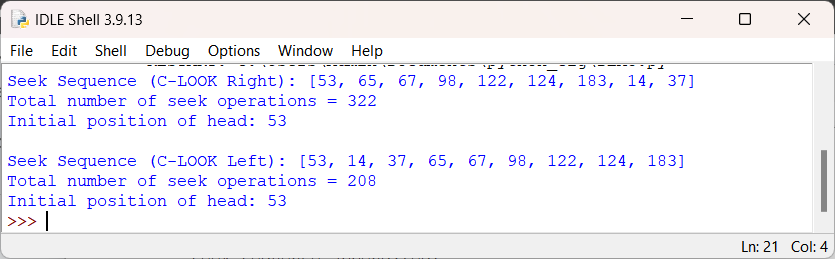 IDLE Shell 3.9.13
File Edit Shell Debug Options Window Help
Seek Sequence (C-LOOK Right): [53, 65, 67, 98, 122, 124, 183, 14, 37]
Total number of seek operations = 322
Initial position of head: 53
Seek Sequence (C-LOOK Left): [53, 14, 37, 65, 67, 98, 122, 124, 183]
Total number of seek operations = 208
Initial position of head: 53
>>>
Ln: 21 Col: 4